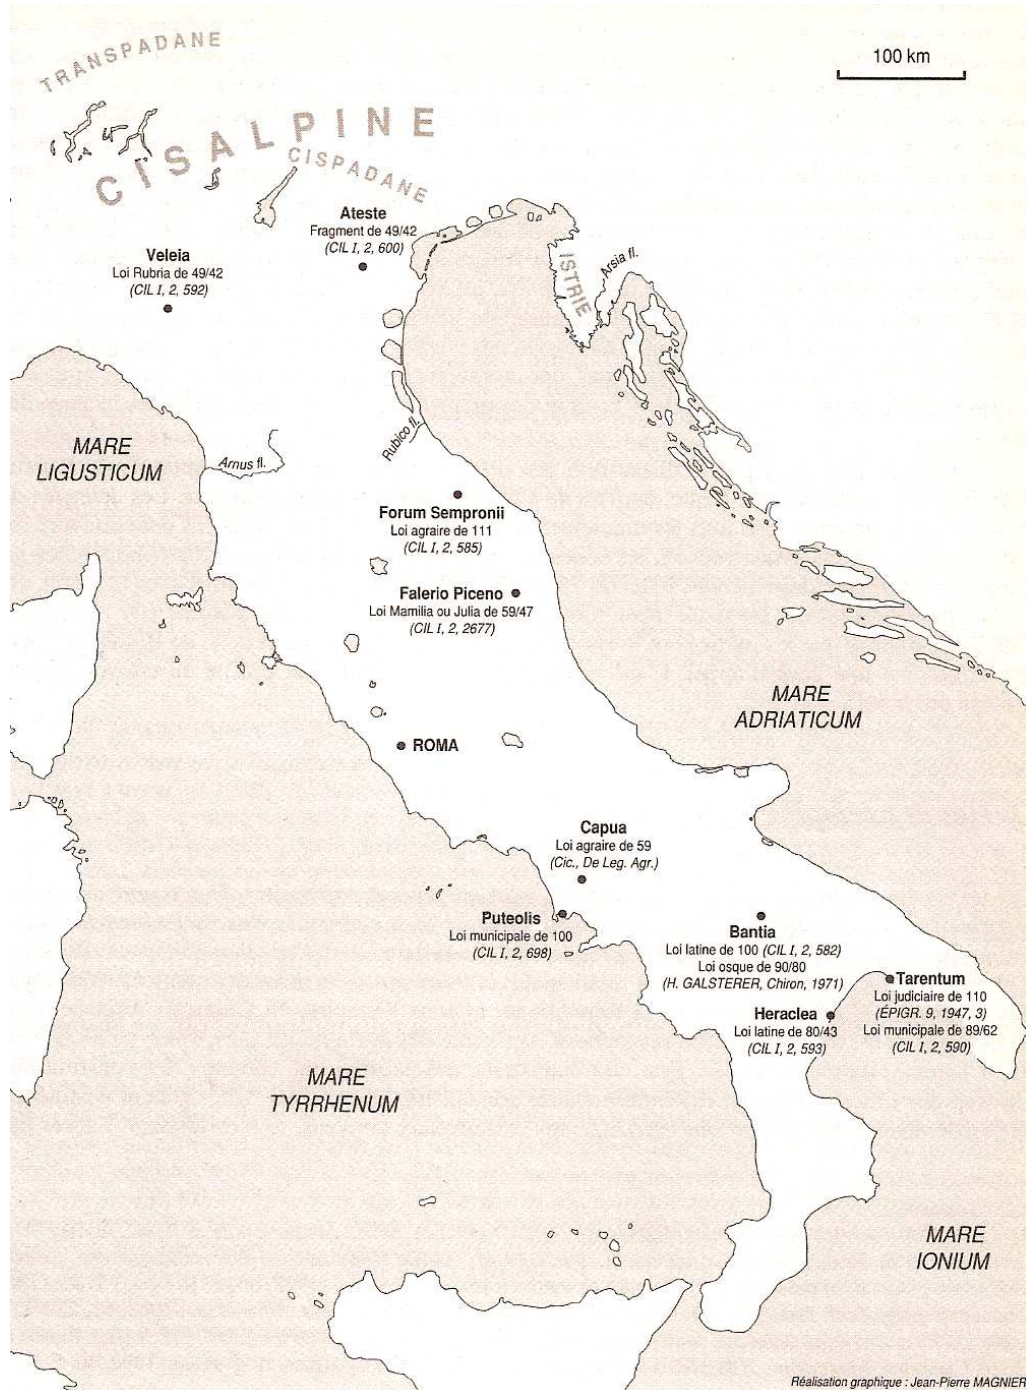 TRANSPADANE
100 km
CISALPINE
CISPADANE
Ateste
Fragment de 49/42
(CIL I, 2, 600)
Veleia
Loi Rubria de 49/42
(CIL I, 2, 592)
ISTRIE
Arsia fl.
MARE
LIGUSTICUM
Arnus fl.
Rubico fl.
Forum Sempronii
Loi agraire de 111
(CIL I, 2, 585)
Falerio Piceno
Loi Mamilia ou Julia de 59/47
(CIL I, 2, 2677)
MARE
ADRIATICUM
ROMA
Capua
Loi agraire de 59
(Cic., De Leg. Agr.)
Puteolis
Loi municipale de 100
(CIL I, 2, 698)
Bantia
Loi latine de 100 (CIL I, 2, 582)
Loi osque de 90/80
(H. GALSTERER, Chiron, 1971)
Tarentum
Loi judiciaire de 110
(ÉPIGR. 9, 1947, 3)
Loi municipale de 89/62
(CIL I, 2, 590)
Heraclea
Loi latine de 80/43
(CIL I, 2, 593)
MARE
TYRRHENUM
MARE
IONIUM
Réalisation graphique : Jean-Pierre MAGNIER